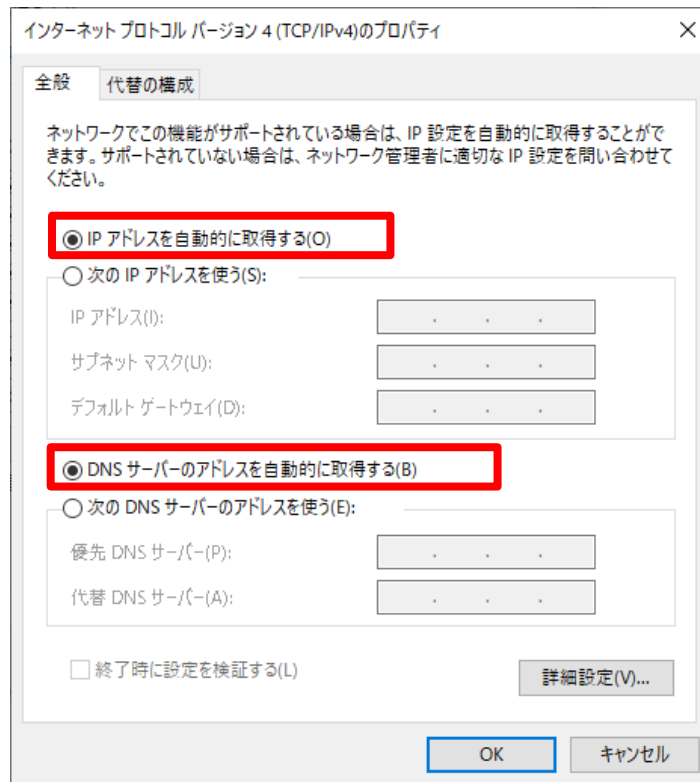 インターネット プロトコル バージョン 4 (TCP/IPv4)のプロパティ
全般
代替の構成
ネットワークでこの機能がサポートされている場合は、IP 設定を自動的に取得することがで
きます。サポートされていない場合は、ネットワーク管理者に適切な IP 設定を問い合わせて
ください。
IP アドレスを自動的に取得する(O)
次の IP アドレスを使う(S):
IP アドレス(I):
サブネット マスク(U):
デフォルト ゲートウェイ(D):
DNS サーバーのアドレスを自動的に取得する(B)
次の DNS サーバーのアドレスを使う(E):
優先 DNS サーバー(P):
代替 DNS サーバー(A):
終了時に設定を検証する(L)
詳細設定(V)...
OK
キャンセル